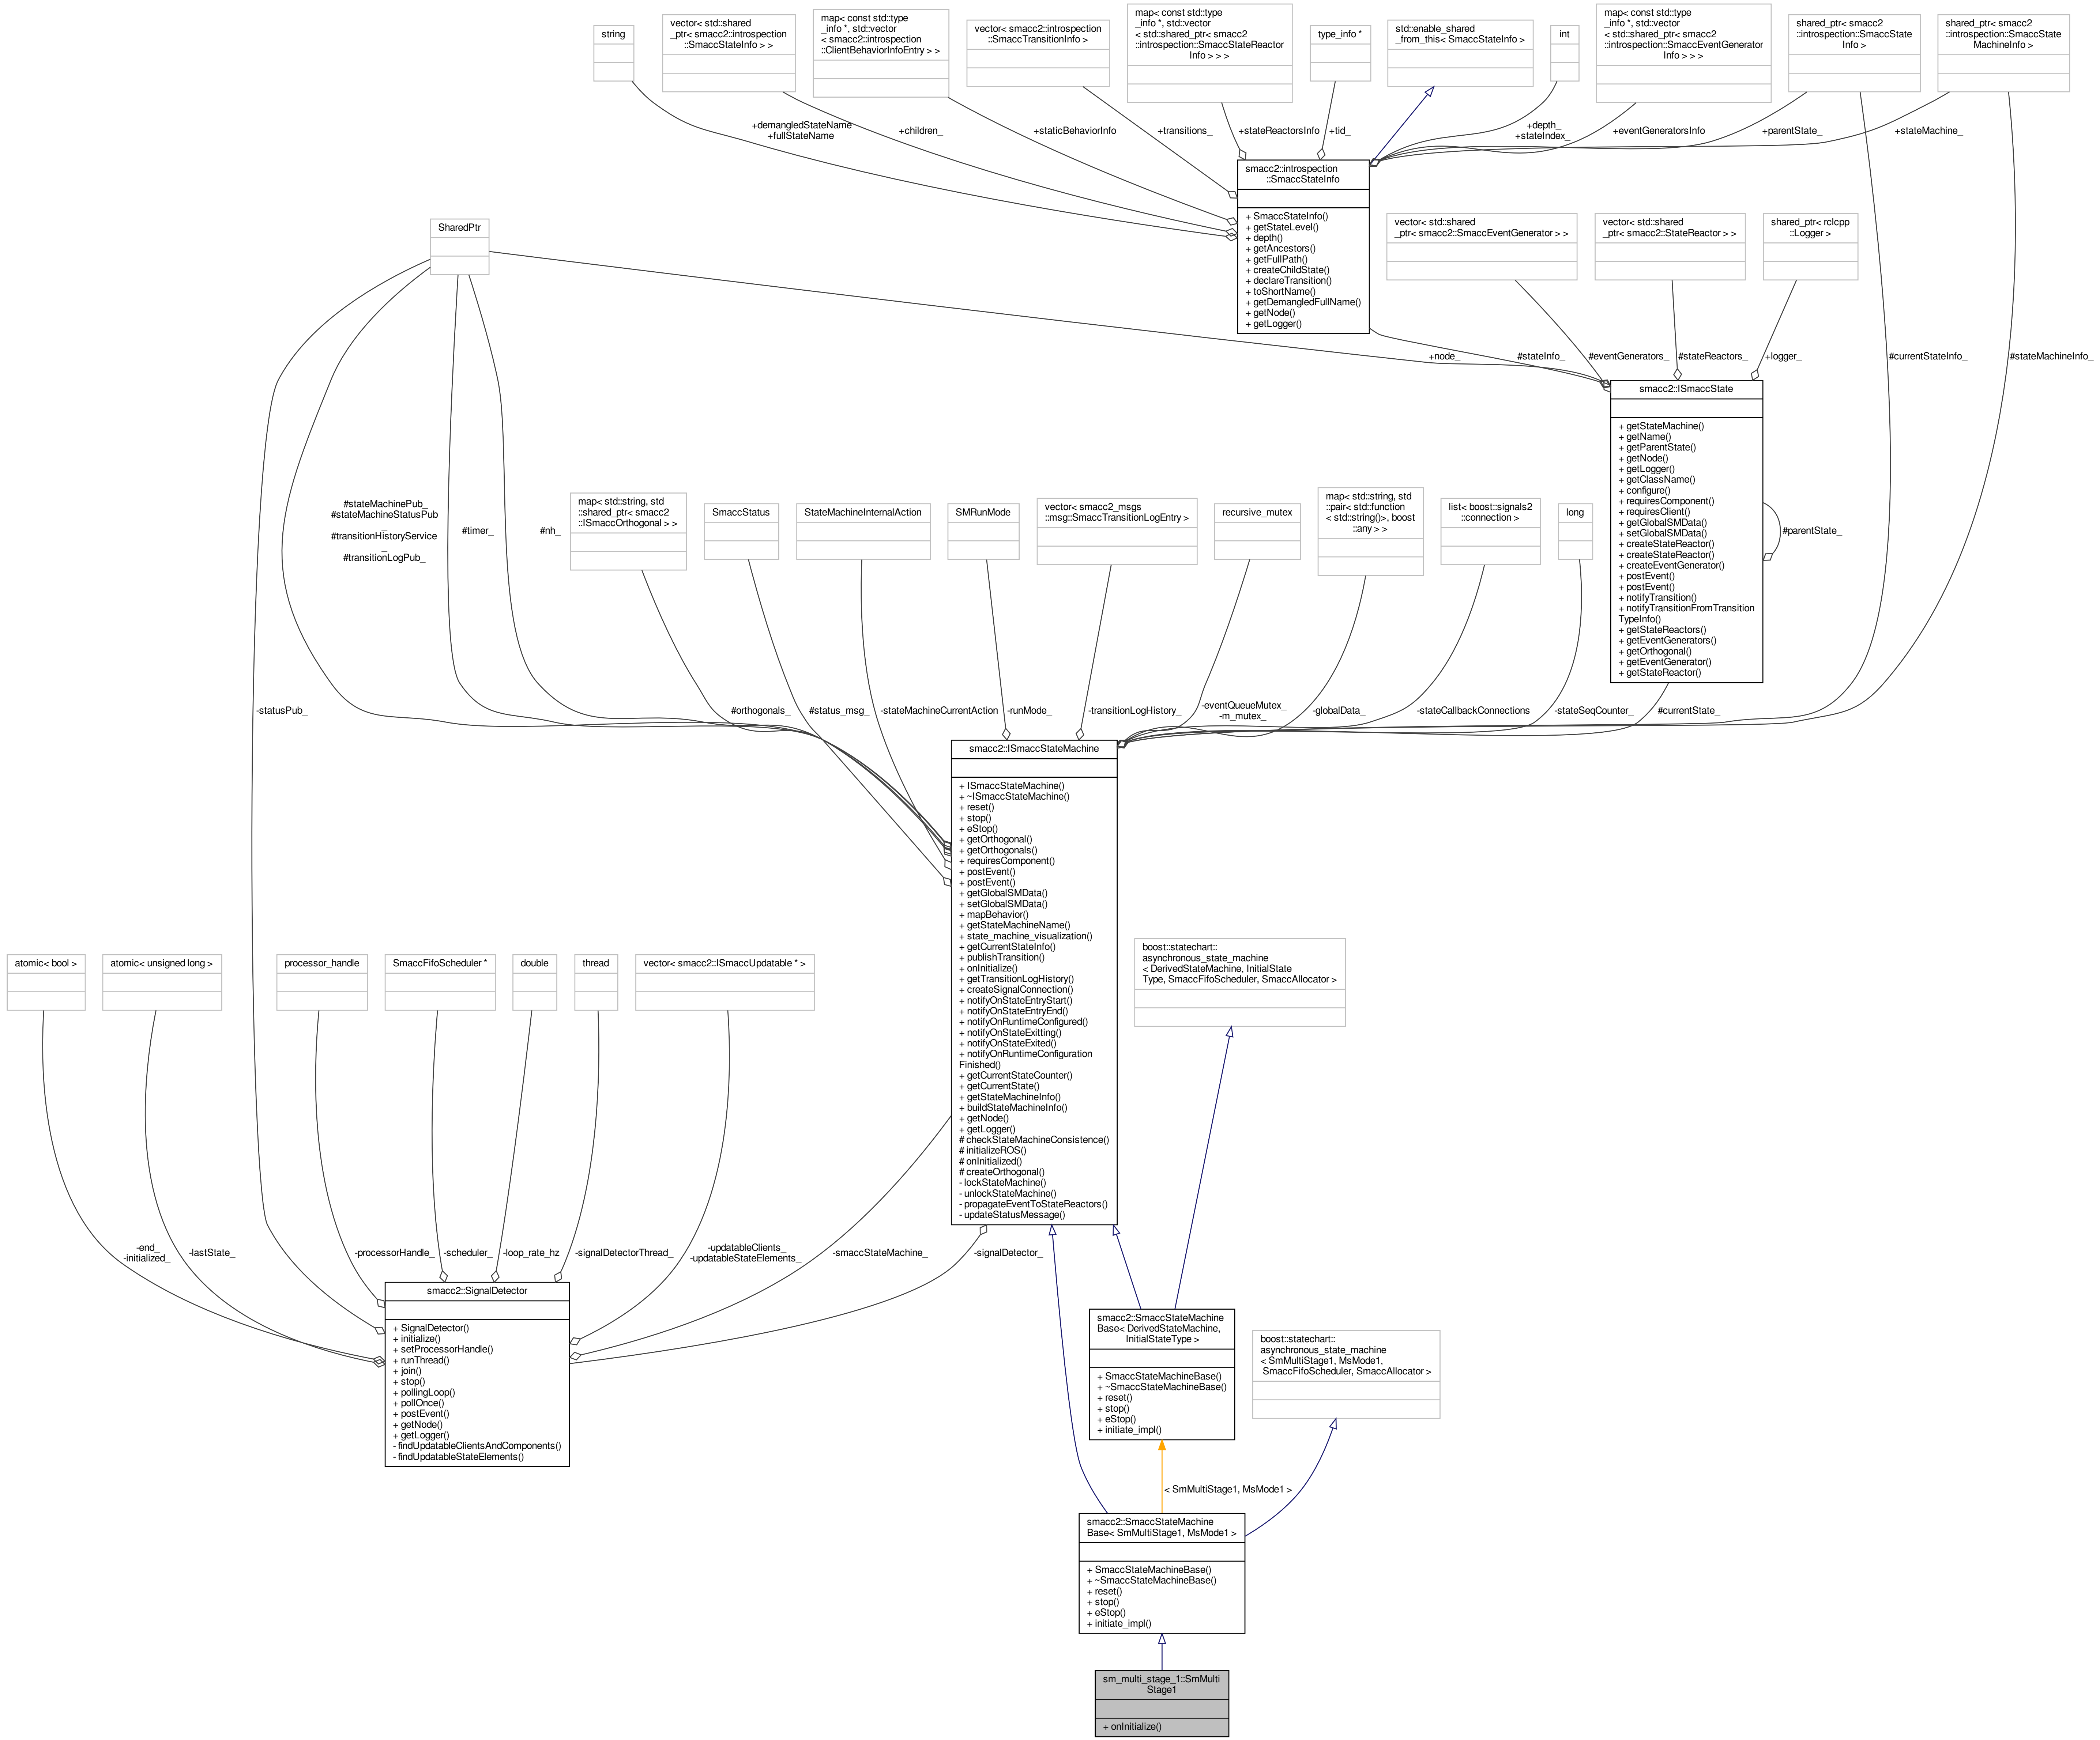 string
vector< std::shared
_ptr< smacc2::introspection
::SmaccStateInfo > >
map< const std::type
_info *, std::vector
< smacc2::introspection
::ClientBehaviorInfoEntry > >
vector< smacc2::introspection
::SmaccTransitionInfo >
map< const std::type
_info *, std::vector
< std::shared_ptr< smacc2
::introspection::SmaccStateReactor
Info > > >
type_info *
std::enable_shared
_from_this< SmaccStateInfo >
int
map< const std::type
_info *, std::vector
< std::shared_ptr< smacc2
::introspection::SmaccEventGenerator
Info > > >
shared_ptr< smacc2
::introspection::SmaccState
Info >
shared_ptr< smacc2
::introspection::SmaccState
MachineInfo >
+demangledStateName
+fullStateName
+children_
+staticBehaviorInfo
+transitions_
+stateReactorsInfo
+tid_
+depth_
+stateIndex_
+eventGeneratorsInfo
+parentState_
+stateMachine_
smacc2::introspection
::SmaccStateInfo
+ SmaccStateInfo()
+ getStateLevel()
+ depth()
+ getAncestors()
+ getFullPath()
+ createChildState()
+ declareTransition()
+ toShortName()
+ getDemangledFullName()
+ getNode()
+ getLogger()
SharedPtr
vector< std::shared
_ptr< smacc2::SmaccEventGenerator > >
vector< std::shared
_ptr< smacc2::StateReactor > >
shared_ptr< rclcpp
::Logger >
+node_
#stateInfo_
#eventGenerators_
#stateReactors_
+logger_
#currentStateInfo_
#stateMachineInfo_
smacc2::ISmaccState
+ getStateMachine()
+ getName()
+ getParentState()
+ getNode()
+ getLogger()
+ getClassName()
+ configure()
+ requiresComponent()
+ requiresClient()
+ getGlobalSMData()
+ setGlobalSMData()
+ createStateReactor()
+ createStateReactor()
+ createEventGenerator()
+ postEvent()
+ postEvent()
+ notifyTransition()
+ notifyTransitionFromTransition
TypeInfo()
+ getStateReactors()
+ getEventGenerators()
+ getOrthogonal()
+ getEventGenerator()
+ getStateReactor()
#parentState_
#stateMachinePub_
#stateMachineStatusPub
_
#transitionHistoryService
_
#transitionLogPub_
#timer_
#nh_
map< std::string, std
::shared_ptr< smacc2
::ISmaccOrthogonal > >
SmaccStatus
StateMachineInternalAction
SMRunMode
vector< smacc2_msgs
::msg::SmaccTransitionLogEntry >
recursive_mutex
map< std::string, std
::pair< std::function
< std::string()>, boost
::any > >
list< boost::signals2
::connection >
long
-statusPub_
#orthogonals_
#status_msg_
-stateMachineCurrentAction
-runMode_
-transitionLogHistory_
-eventQueueMutex_
-m_mutex_
-globalData_
-stateCallbackConnections
-stateSeqCounter_
#currentState_
smacc2::ISmaccStateMachine
+ ISmaccStateMachine()
+ ~ISmaccStateMachine()
+ reset()
+ stop()
+ eStop()
+ getOrthogonal()
+ getOrthogonals()
+ requiresComponent()
+ postEvent()
+ postEvent()
+ getGlobalSMData()
+ setGlobalSMData()
+ mapBehavior()
+ getStateMachineName()
+ state_machine_visualization()
+ getCurrentStateInfo()
+ publishTransition()
+ onInitialize()
+ getTransitionLogHistory()
+ createSignalConnection()
+ notifyOnStateEntryStart()
+ notifyOnStateEntryEnd()
+ notifyOnRuntimeConfigured()
+ notifyOnStateExitting()
+ notifyOnStateExited()
+ notifyOnRuntimeConfiguration
Finished()
+ getCurrentStateCounter()
+ getCurrentState()
+ getStateMachineInfo()
+ buildStateMachineInfo()
+ getNode()
+ getLogger()
# checkStateMachineConsistence()
# initializeROS()
# onInitialized()
# createOrthogonal()
- lockStateMachine()
- unlockStateMachine()
- propagateEventToStateReactors()
- updateStatusMessage()
atomic< bool >
atomic< unsigned long >
processor_handle
SmaccFifoScheduler *
double
thread
vector< smacc2::ISmaccUpdatable * >
boost::statechart::
asynchronous_state_machine
< DerivedStateMachine, InitialState
Type, SmaccFifoScheduler, SmaccAllocator >
-end_
-initialized_
-lastState_
-processorHandle_
-scheduler_
-loop_rate_hz
-signalDetectorThread_
-updatableClients_
-updatableStateElements_
-smaccStateMachine_
-signalDetector_
smacc2::SignalDetector
+ SignalDetector()
+ initialize()
+ setProcessorHandle()
+ runThread()
+ join()
+ stop()
+ pollingLoop()
+ pollOnce()
+ postEvent()
+ getNode()
+ getLogger()
- findUpdatableClientsAndComponents()
- findUpdatableStateElements()
smacc2::SmaccStateMachine
Base< DerivedStateMachine,
InitialStateType >
+ SmaccStateMachineBase()
+ ~SmaccStateMachineBase()
+ reset()
+ stop()
+ eStop()
+ initiate_impl()
boost::statechart::
asynchronous_state_machine
< SmMultiStage1, MsMode1,
SmaccFifoScheduler, SmaccAllocator >
< SmMultiStage1, MsMode1 >
smacc2::SmaccStateMachine
Base< SmMultiStage1, MsMode1 >
+ SmaccStateMachineBase()
+ ~SmaccStateMachineBase()
+ reset()
+ stop()
+ eStop()
+ initiate_impl()
sm_multi_stage_1::SmMulti
Stage1
+ onInitialize()